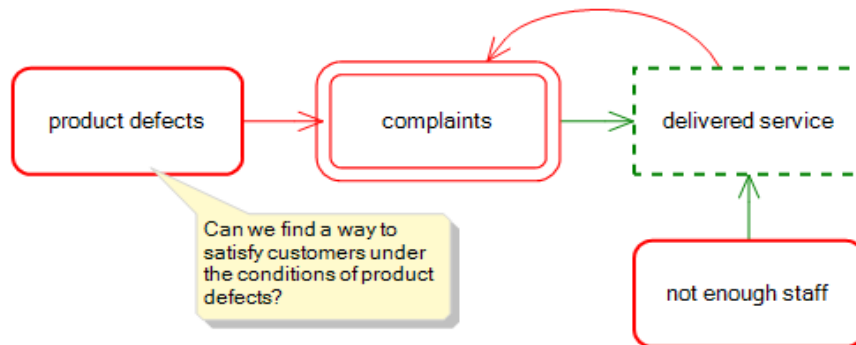 product defects
complaints
delivered service
Can we find a way to
satisfy customers under
the conditions of product
defects?
not enough staff